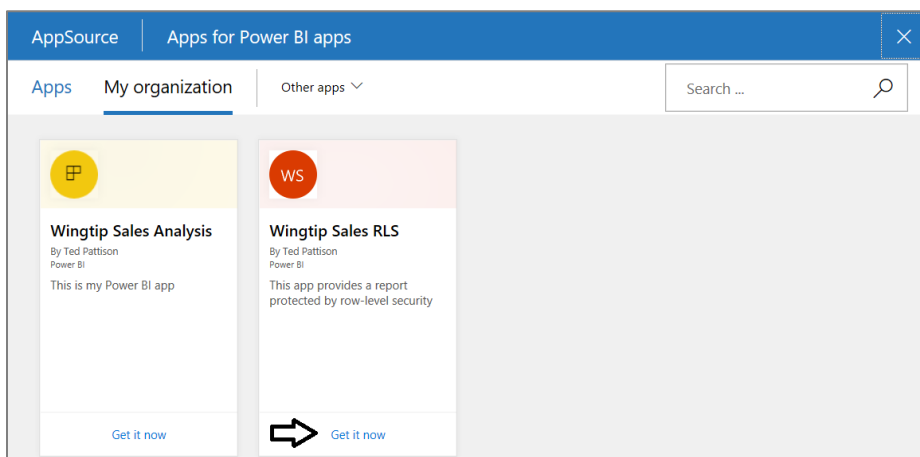 AppSource Apps for Power BI apps
Apps My organization Other apps Search ...
WS
Wingtip Sales Analysis
By Ted Pattison
Power BI
This is my Power BI app
Get it now
Wingtip Sales RLS
By Ted Pattison
Power BI
This app provides a report
protected by row-level security
Get it now